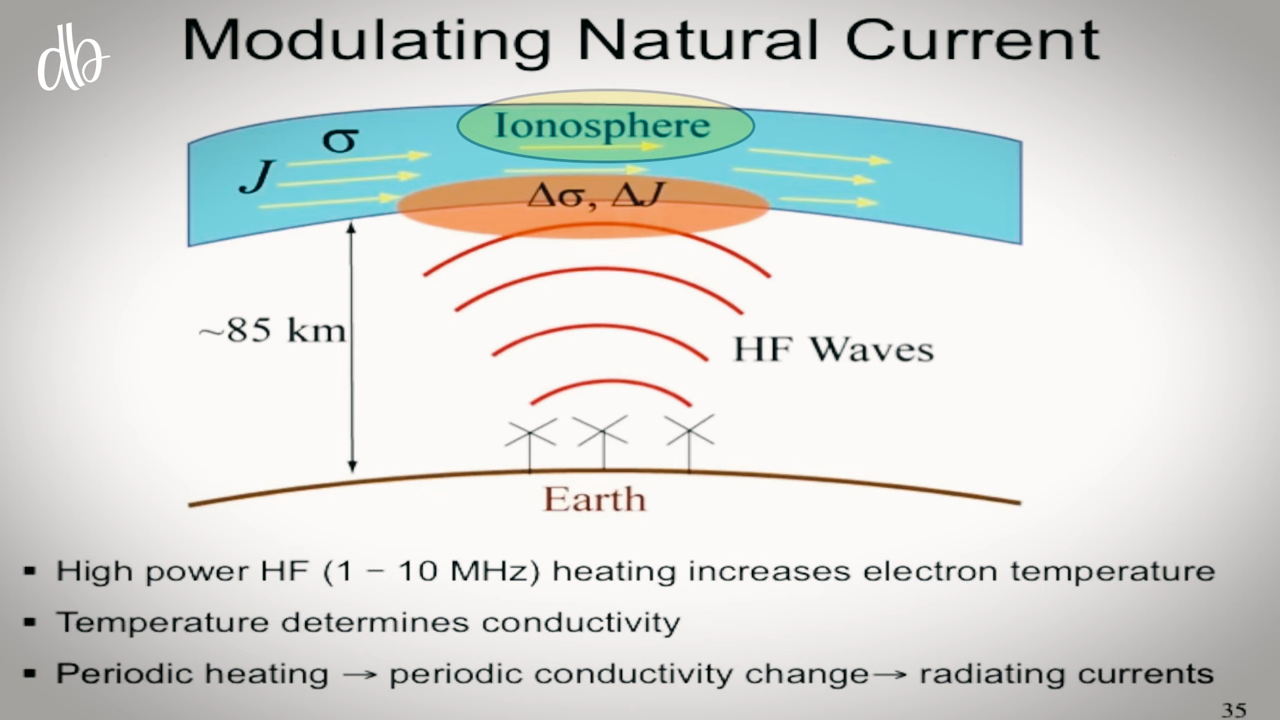 db
Modulating Natural Current
Ionosphere
σ
J
Δσ, ΔJ
~85 km
HF Waves
Earth
▪ High power HF (1 – 10 MHz) heating increases electron temperature
▪ Temperature determines conductivity
▪ Periodic heating → periodic conductivity change→ radiating currents
35